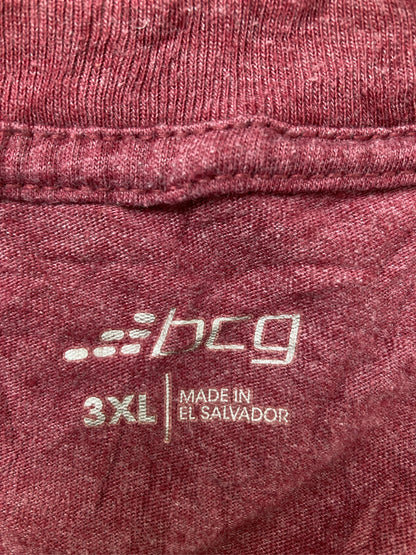 bcg
3XL
MADE IN
EL SALVADOR